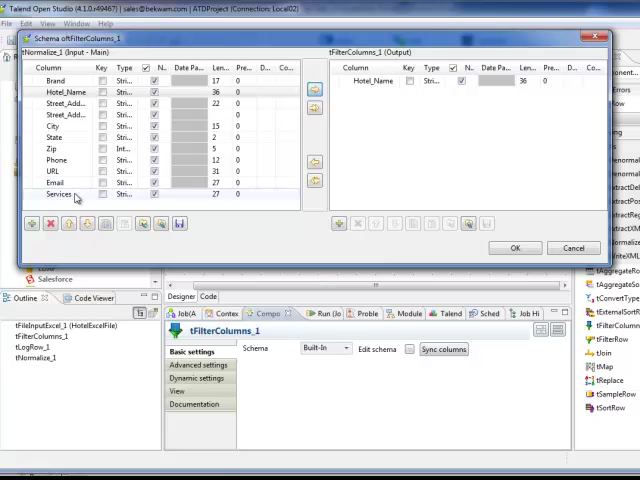 Talend Open Studio (4.1.0.r49467) | sales@bekwam.com | ATDProject (Connection: Local02)
File Edit View Window Help
Schema oftFilterColumns_1
tNormalize_1 (Input - Main)
tFilterColumns_1 (Output)
Column Key Type N.. Date Pa... Len... Pre... D... Co...
Column Key Type N.. Date Pa... Len... Pre... D... Co...
Brand Stri... 17 0
Hotel_Name Stri... 36 0
Street_Add... Stri... 22 0
Street_Add... Stri... 0
City Stri... 15 0
State Stri... 2 0
Zip Int... 5 0
Phone Stri... 12 0
URL Stri... 31 0
Email Stri... 27 0
Services Stri... 27 0
Hotel_Name Stri... 36 0
OK Cancel
Salesforce
Designer Code
Outline Code Viewer
tFileInputExcel_1 (HotelExcelFile)
tFilterColumns_1
tLogRow_1
tNormalize_1
Job(A Contex Compo Run (Jo Proble Module Talend Job Hi
tFilterColumns_1
Basic settings
Advanced settings
Dynamic settings
View
Documentation
Schema Built-In Edit schema Sync columns
ponent...
Errors
Rows
tAggregateRo
tAggregateSo
tConvertType
tExternalSortR
tFilterColumn
tFilterRow
tJoin
tMap
tReplace
tSampleRow
tSortRow